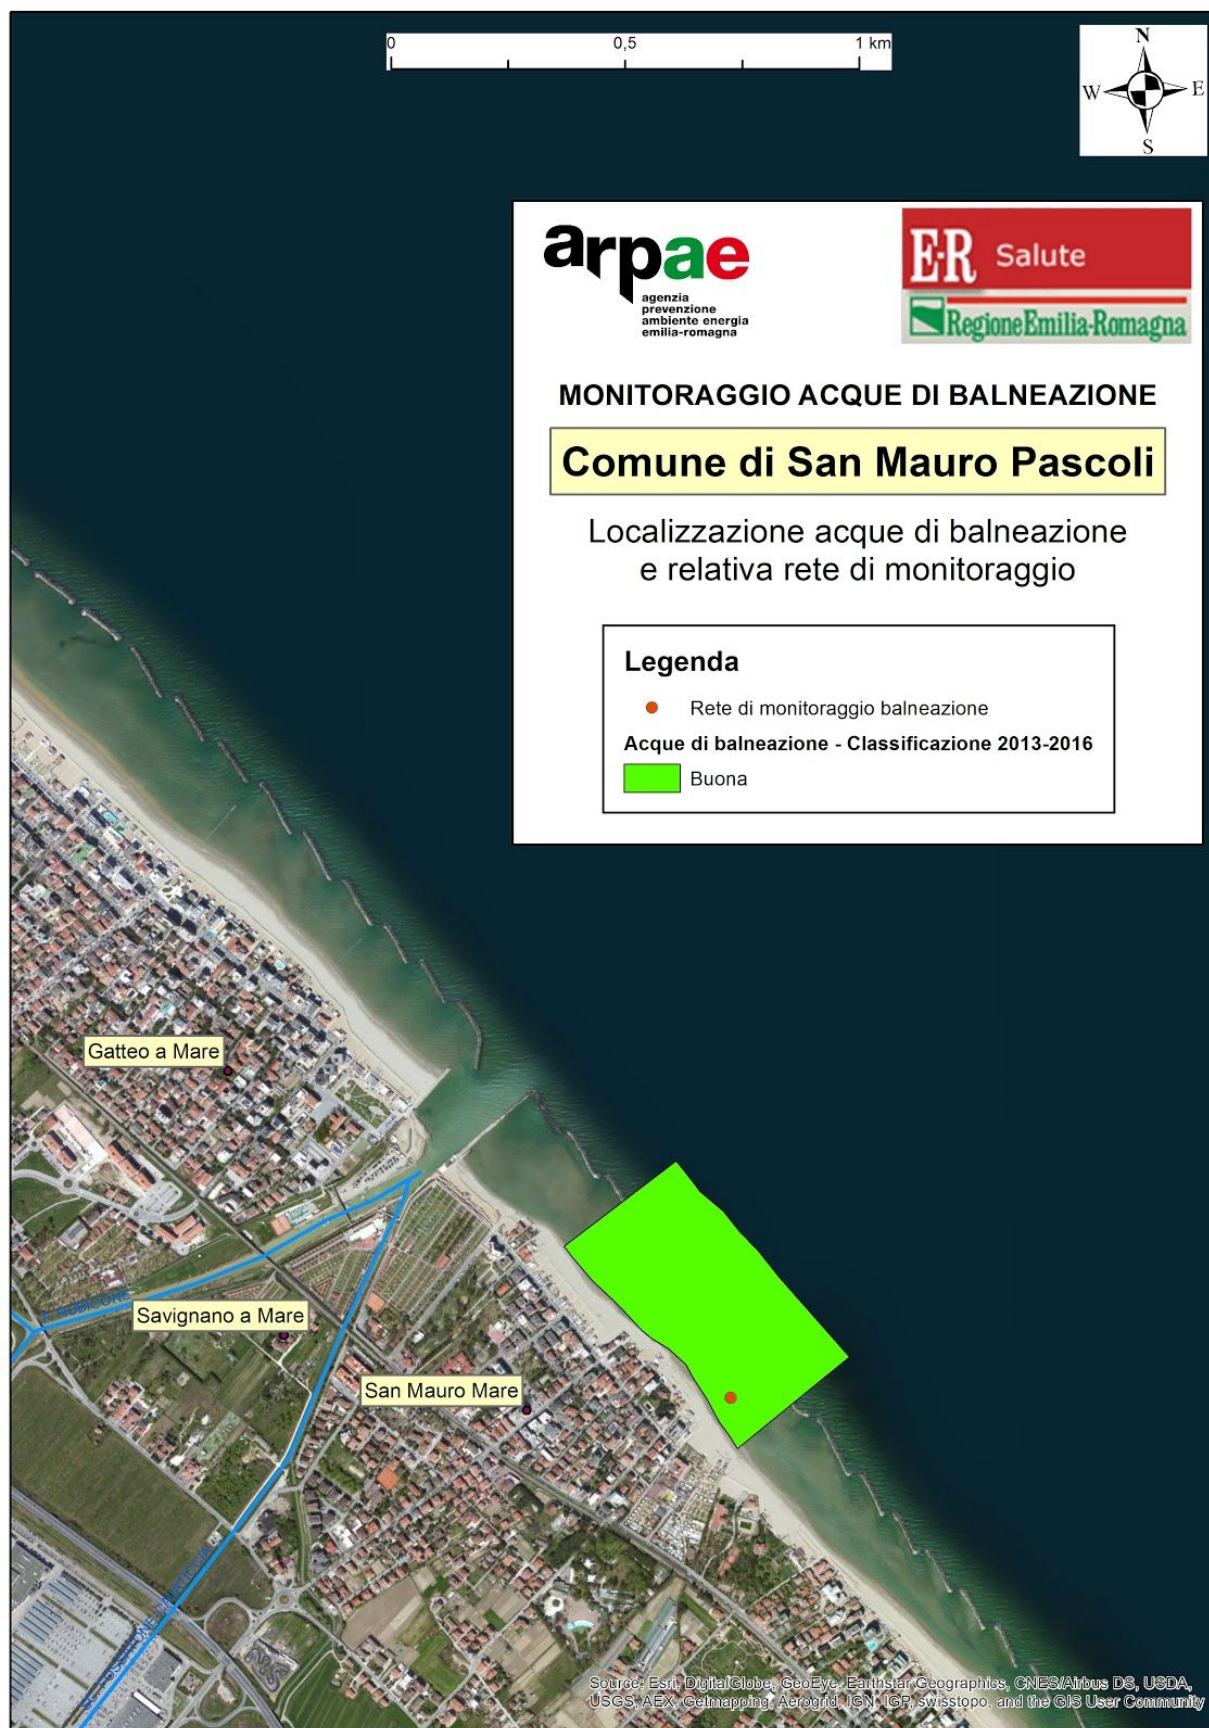 0 0,5 1 km
N
W E
S
arpae
agenzia
prevenzione
ambiente energia
emilia-romagna
E-R Salute
RegioneEmilia-Romagna
MONITORAGGIO ACQUE DI BALNEAZIONE
Comune di San Mauro Pascoli
Localizzazione acque di balneazione
e relativa rete di monitoraggio
Legenda
Rete di monitoraggio balneazione
Acque di balneazione - Classificazione 2013-2016
Buona
Gatteo a Mare
RUBICONE
Savignano a Mare
San Mauro Mare
Source: Esri, DigitalGlobe, GeoEye, Earthstar Geographics, CNES/Airbus DS, USDA,
USGS, AEX, Getmapping, Aerogrid, IGN, IGP, swisstopo, and the GIS User Community